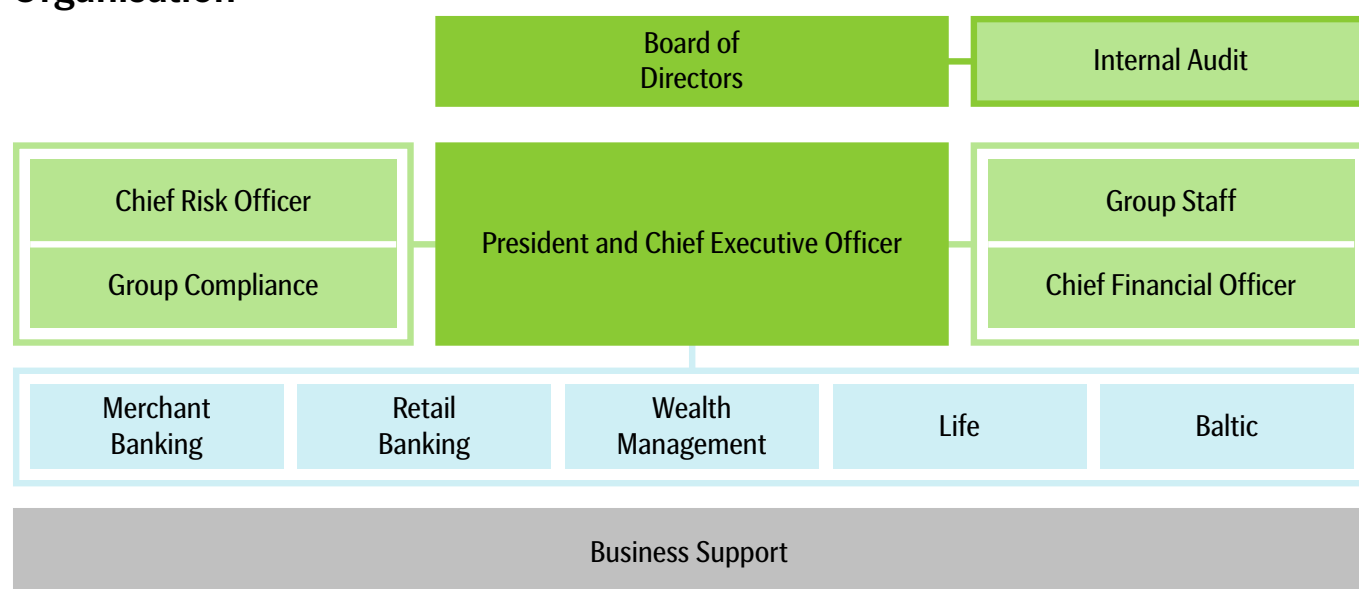 Organisation
Board of
Directors
Internal Audit
Chief Risk Officer
Group Compliance
President and Chief Executive Officer
Group Staff
Chief Financial Officer
Merchant
Banking
Retail
Banking
Wealth
Management
Life
Baltic
Business Support